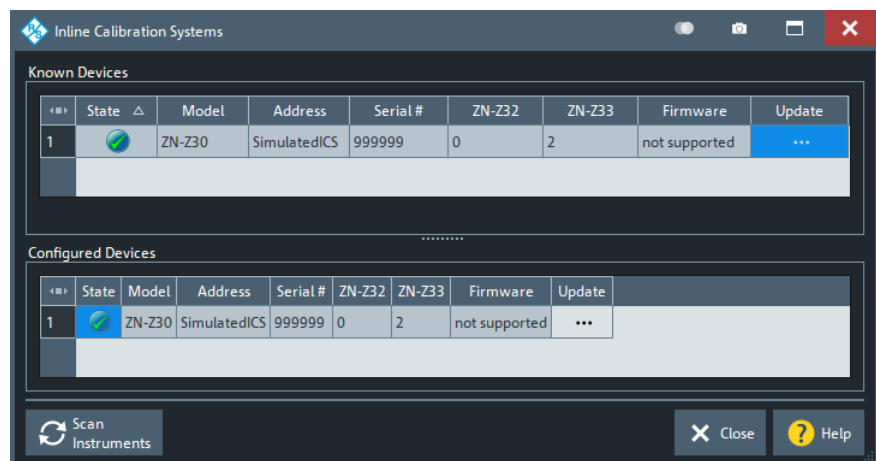 Inline Calibration Systems
Known Devices
State Model Address Serial # ZN-Z32 ZN-Z33 Firmware Update
1 ZN-Z30 SimulatedICS 999999 0 2 not supported ...
Configured Devices
State Model Address Serial # ZN-Z32 ZN-Z33 Firmware Update
1 ZN-Z30 SimulatedICS 999999 0 2 not supported ...
Scan
Instruments
Close
? Help